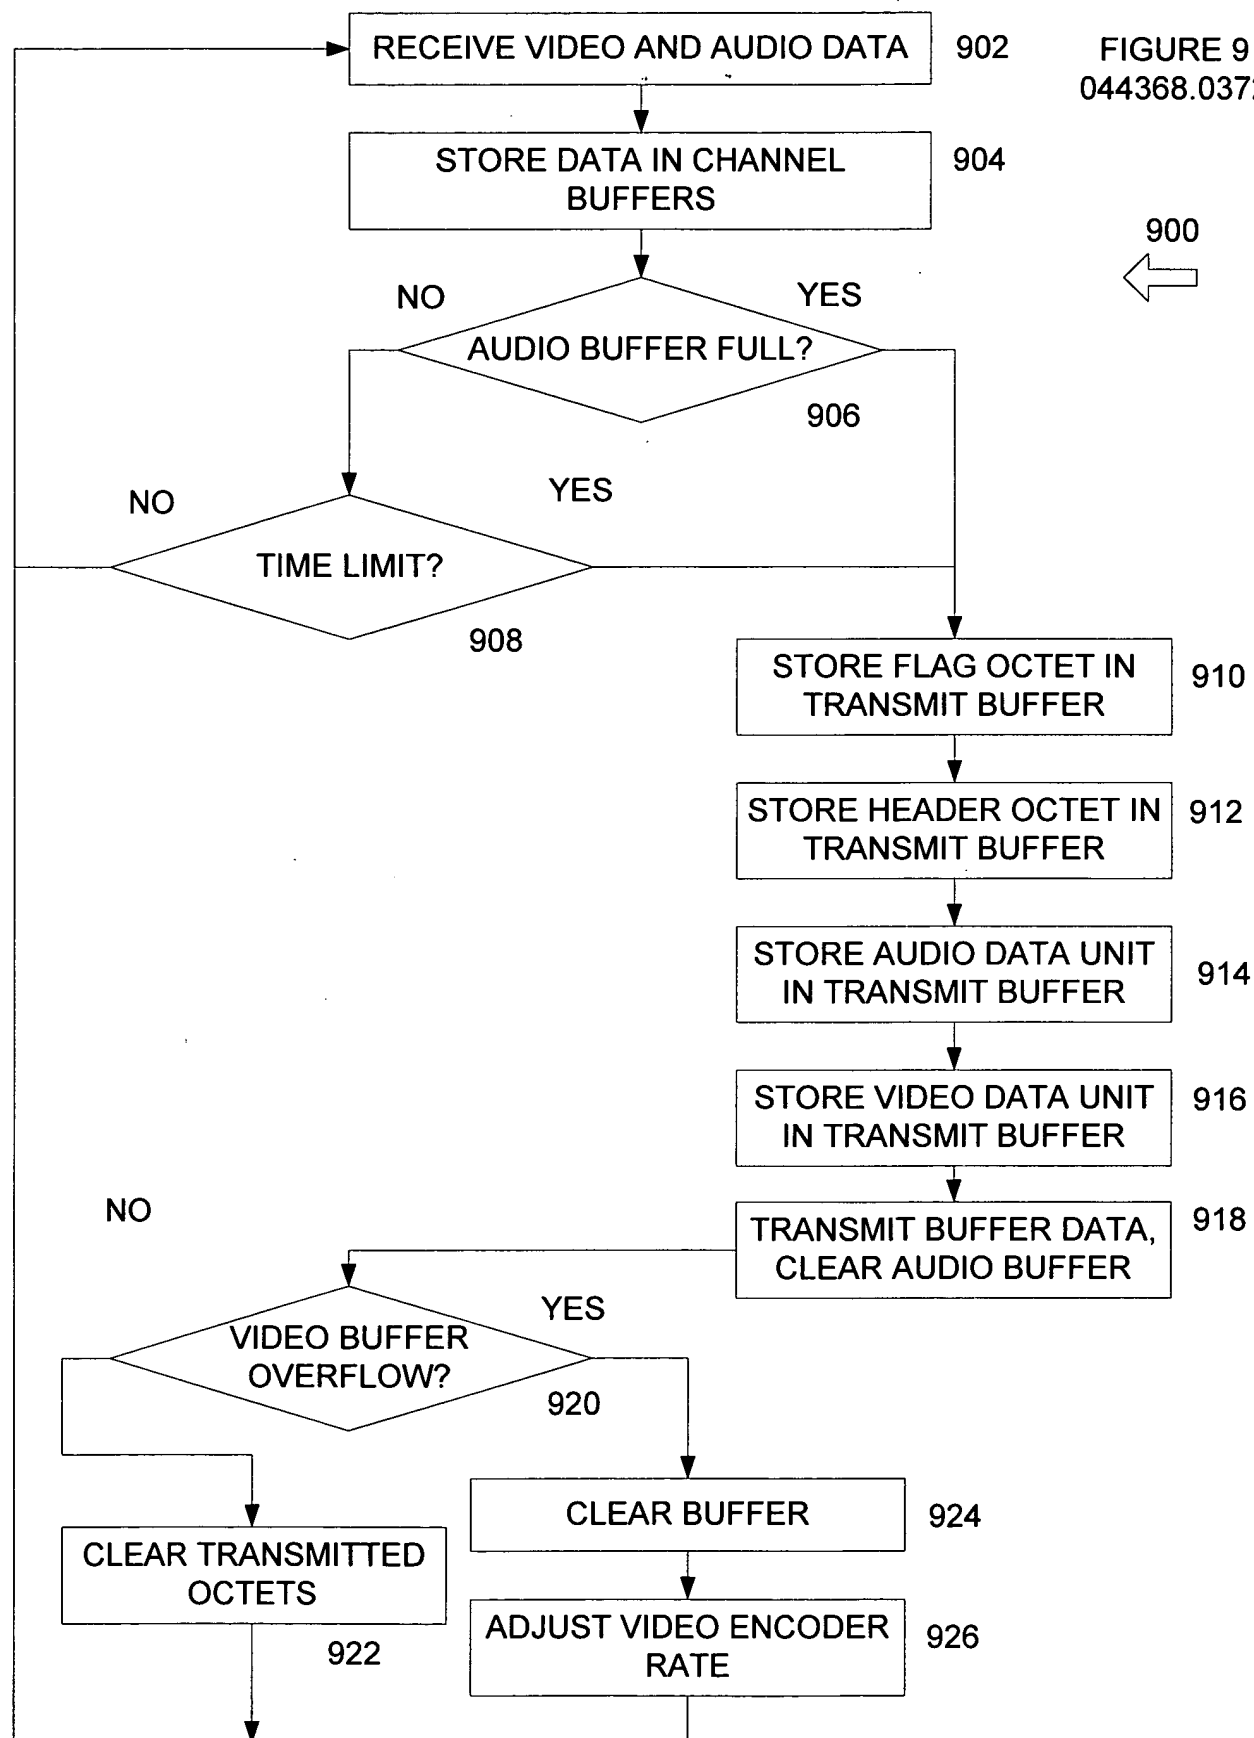 RECEIVE VIDEO AND AUDIO DATA
902
FIGURE 9
044368.037
STORE DATA IN CHANNEL
BUFFERS
904
900
NO
YES
AUDIO BUFFER FULL?
906
NO
YES
TIME LIMIT?
908
STORE FLAG OCTET IN
TRANSMIT BUFFER
910
STORE HEADER OCTET IN
TRANSMIT BUFFER
912
STORE AUDIO DATA UNIT
IN TRANSMIT BUFFER
914
STORE VIDEO DATA UNIT
IN TRANSMIT BUFFER
916
NO
TRANSMIT BUFFER DATA,
CLEAR AUDIO BUFFER
918
YES
VIDEO BUFFER
OVERFLOW?
920
CLEAR BUFFER
924
CLEAR TRANSMITTED
OCTETS
922
ADJUST VIDEO ENCODER
RATE
926